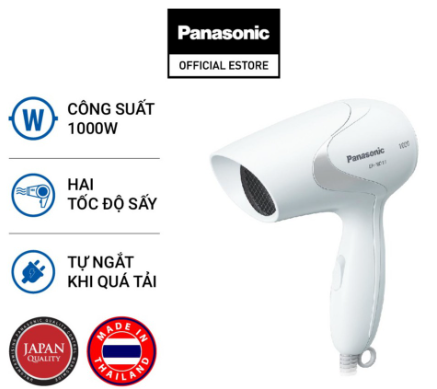 Panasonic
OFFICIAL ESTORE
CÔNG SUẤT
1000W
W
HAI
TỐC ĐỘ SẤY
TỰ NGẮT
KHI QUÁ TẢI
Panasonic
JAPAN
QUALITY
MADE IN
THAILAND